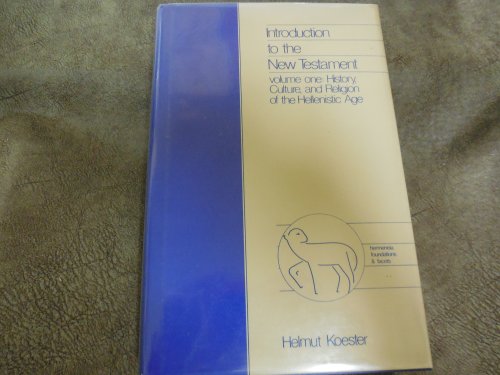 Introduction
to the
New Testament
volume one: History,
Culture, and Religion
of the Hellenistic Age
hermeneia:
foundations
& facets
Helmut Koester